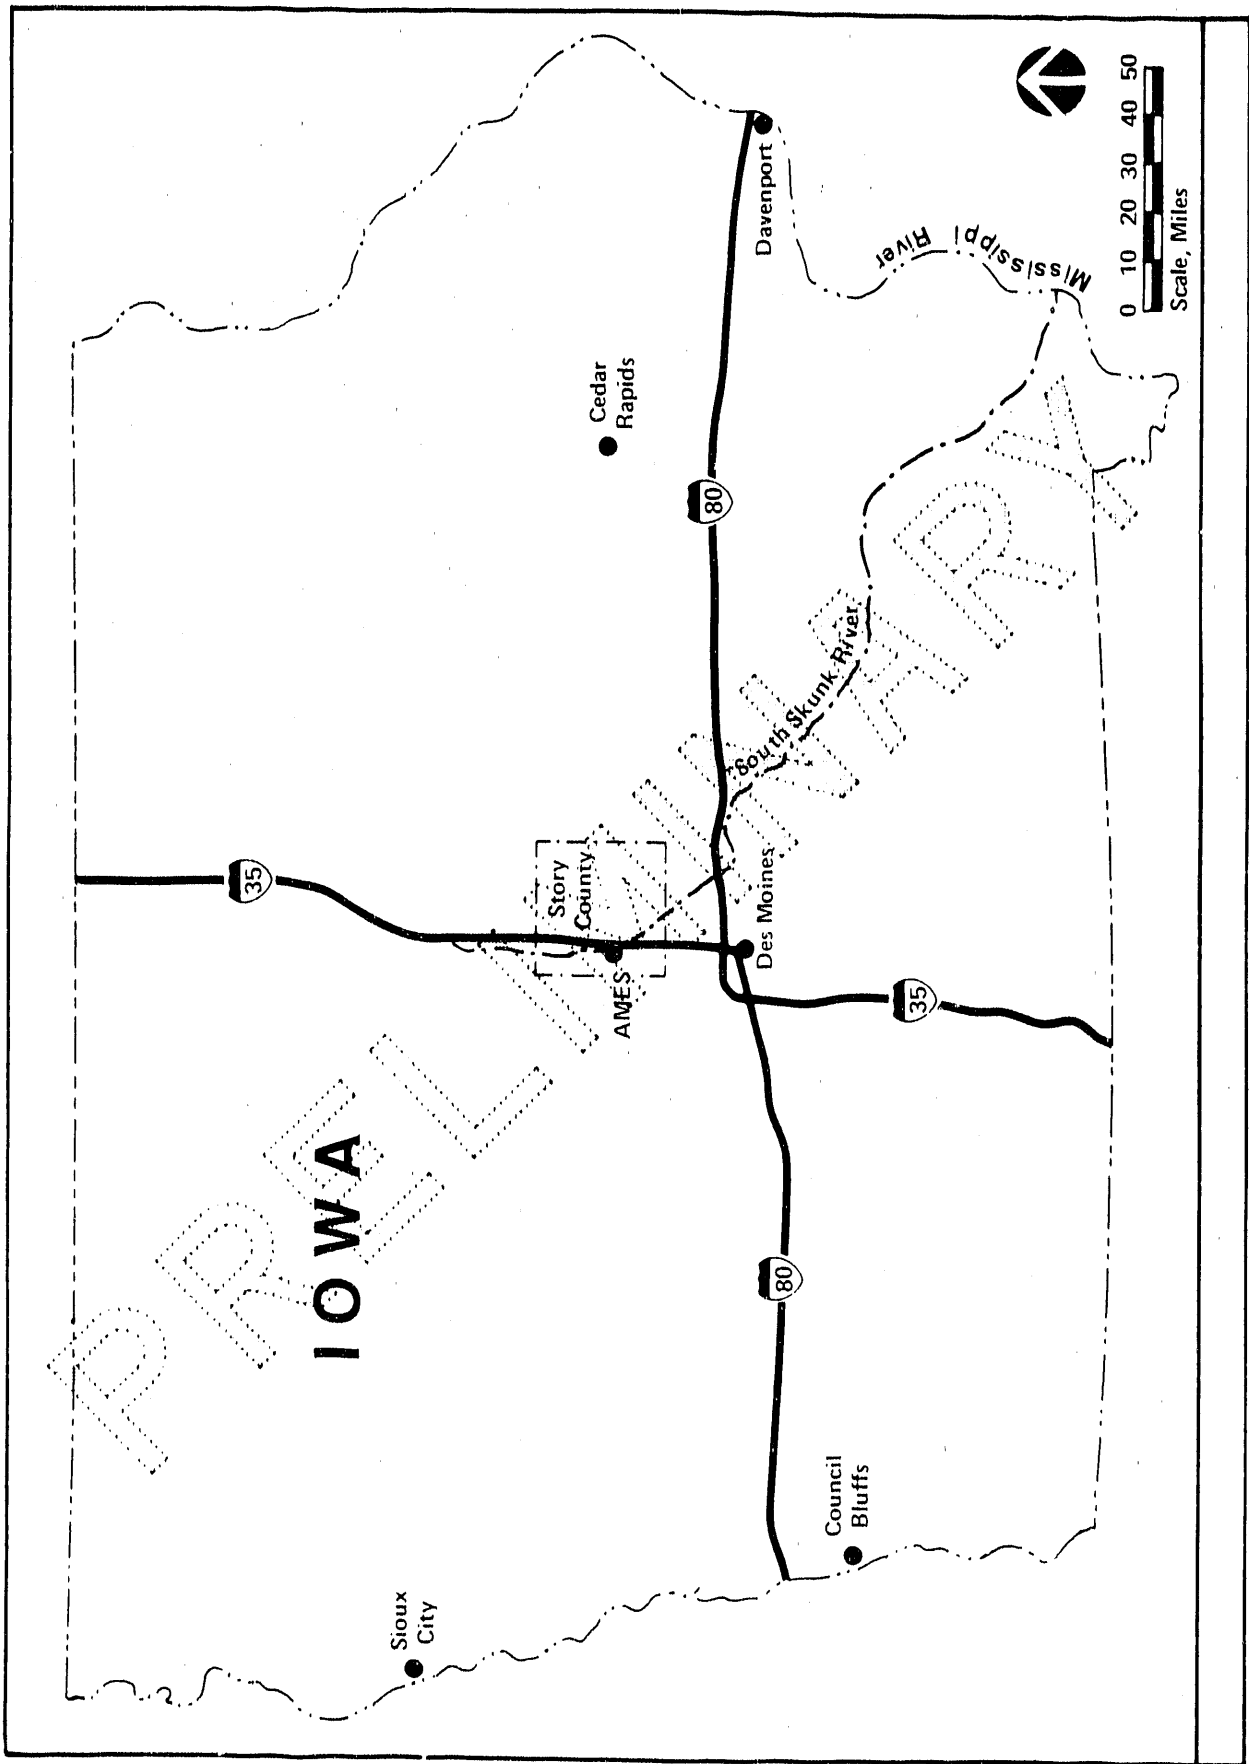 PRELIMINARY
IOWA
35
Sioux
City
Story
County
AMES
Cedar
Rapids
80
Des Moines
South Skunk River
Davenport
80
Council
Bluffs
35
Mississippi River
0 10 20 30 40 50
Scale, Miles